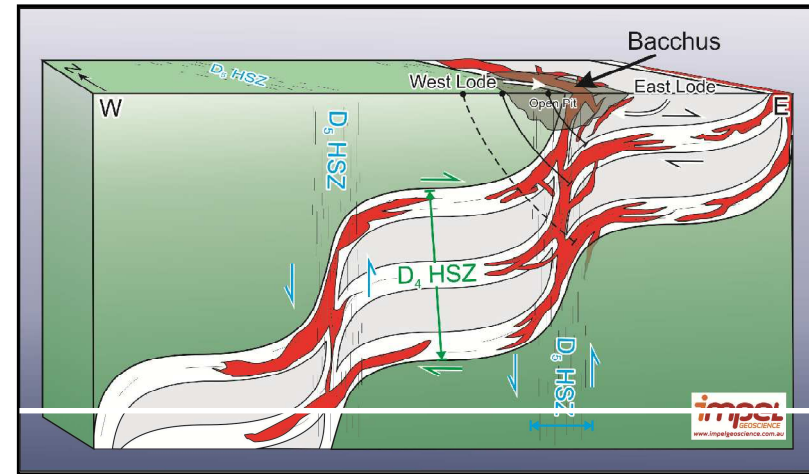 Bacchus
N
D₅ HSZ
West Lode
East Lode
Open Pit
W
E
D₅ HSZ
D₄ HSZ
D₅ HSZ
impel
GEOSCIENCE
www.impelgeoscience.com.au